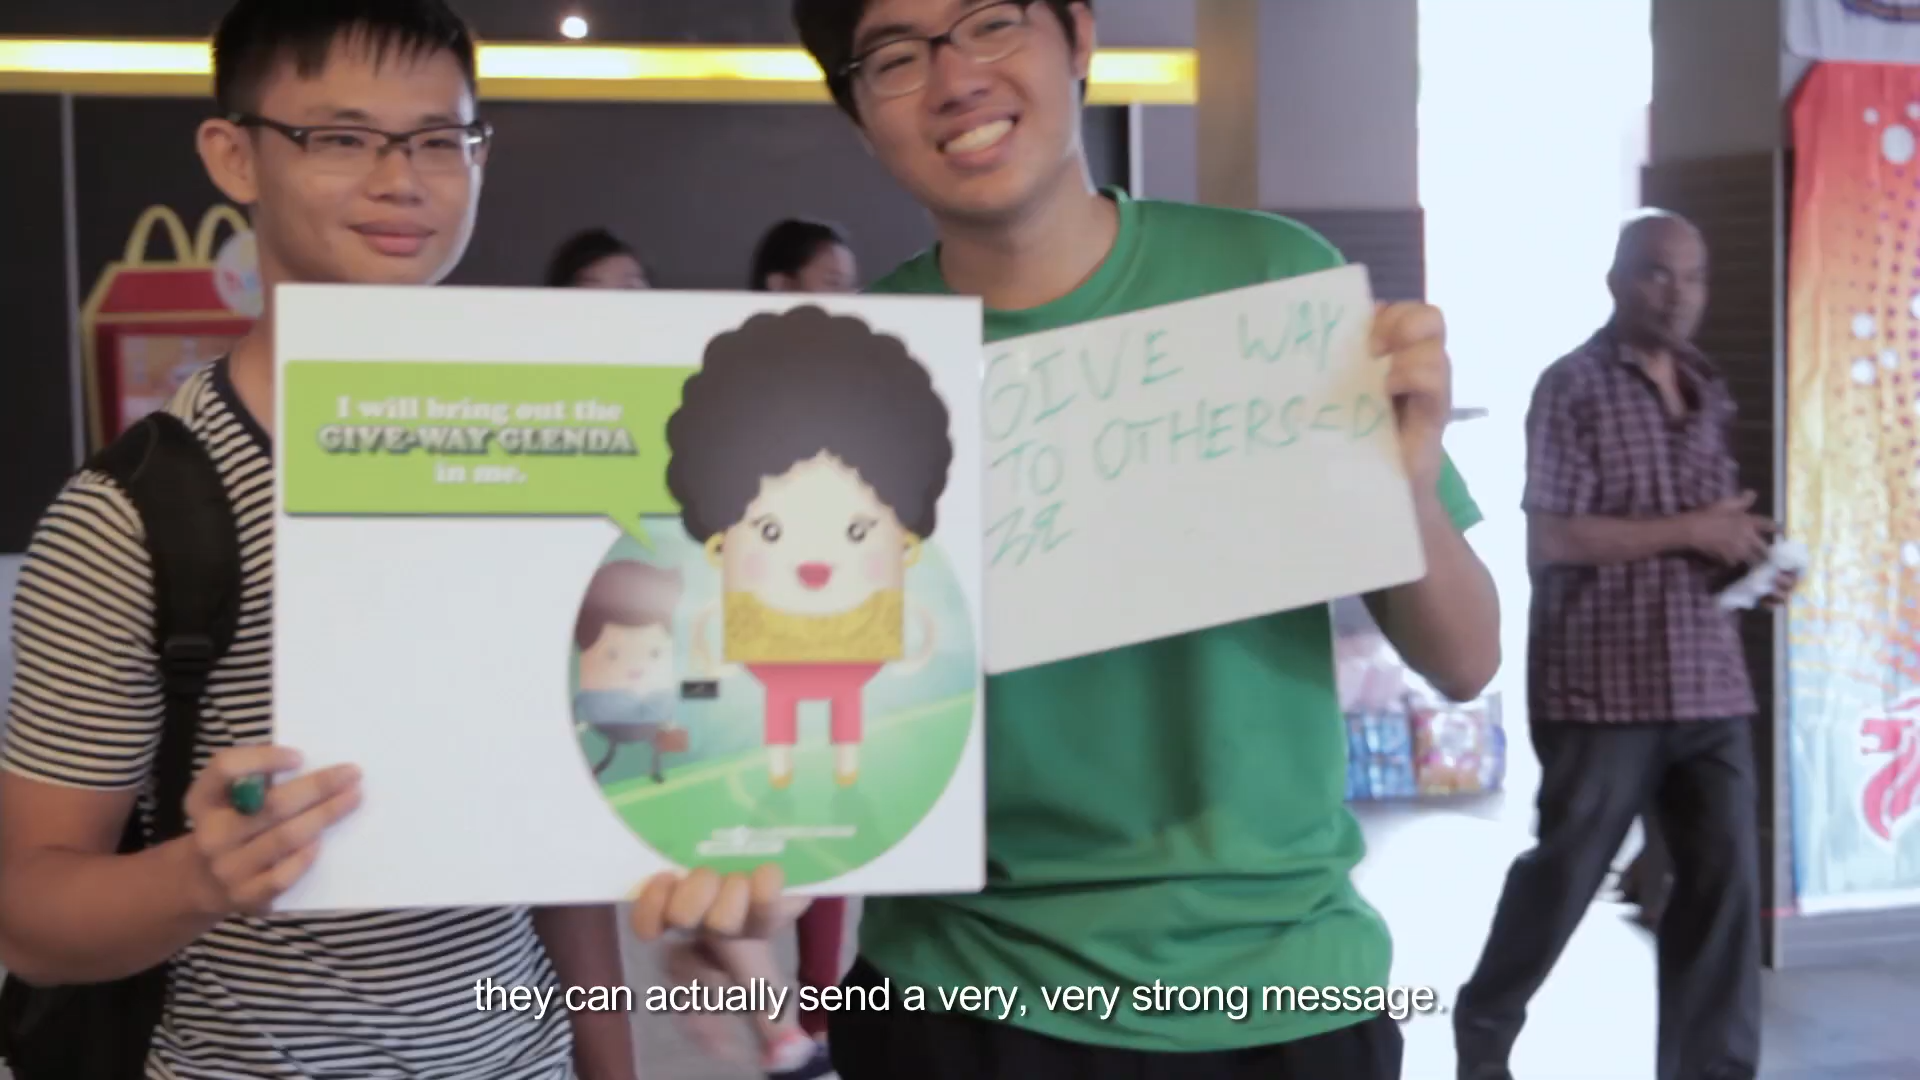 I will bring out the
GIVE-WAY GLENDA
in me.
GIVE WAY
TO OTHERS=D
they can actually send a very, very strong message.